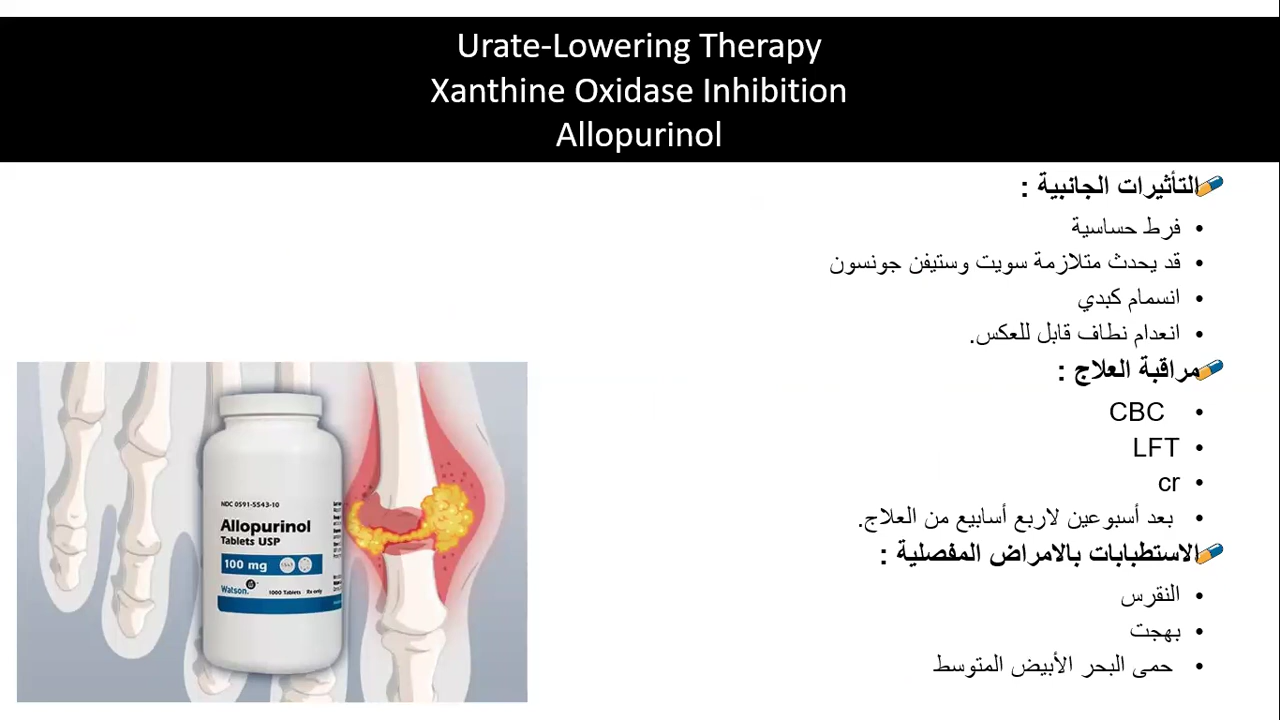 Urate-Lowering Therapy
Xanthine Oxidase Inhibition
Allopurinol
التأثيرات الجانبية :
• فرط حساسية
• قد يحدث متلازمة سويت وستيفن جونسون
• انسمام كبدي
• انعدام نطاف قابل للعكس.
مراقبة العلاج :
• CBC
• LFT
• cr
• بعد أسبوعين لاربع أسابيع من العلاج.
الاستطبابات بالامراض المفصلية :
• النقرس
• بهجت
• حمى البحر الأبيض المتوسط
NDC 0591-5543-10
Allopurinol
Tablets USP
100 mg
Watson
1000 Tablets Rx only